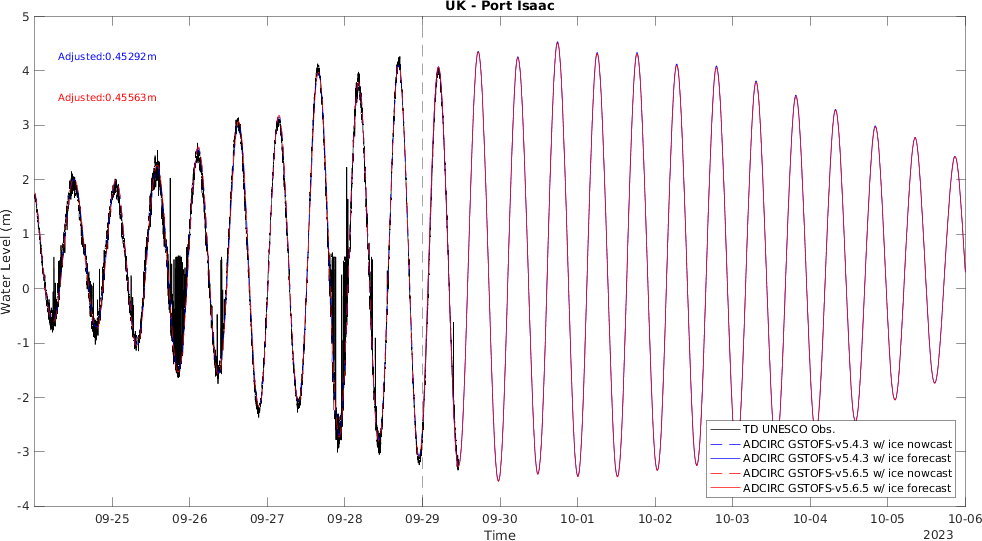 UK - Port Isaac
Adjusted:0.45292m
Adjusted:0.45563m
Water Level (m)
5
4
3
2
1
0
-1
-2
-3
-4
TD UNESCO Obs.
ADCIRC GSTOFS-v5.4.3 w/ ice nowcast
ADCIRC GSTOFS-v5.4.3 w/ ice forecast
ADCIRC GSTOFS-v5.6.5 w/ ice nowcast
ADCIRC GSTOFS-v5.6.5 w/ ice forecast
09-25 09-26 09-27 09-28 09-29 09-30 10-01 10-02 10-03 10-04 10-05 10-06
Time
2023